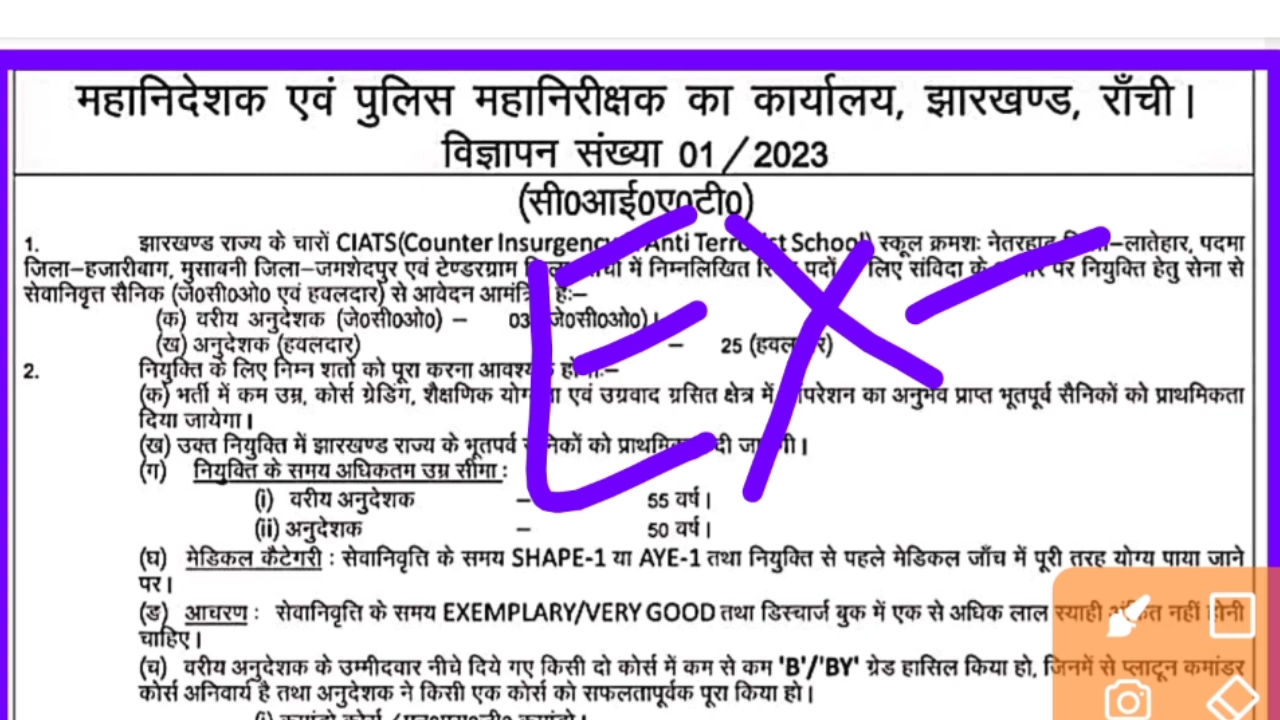 महानिदेशक एवं पुलिस महानिरीक्षक का कार्यालय, झारखण्ड, राँची।
विज्ञापन संख्या 01/2023
(सी0आई0ए0टी0)
1. झारखण्ड राज्य के चारों CIATS(Counter Insurgency Anti Terrorist School) स्कूल क्रमशः नेतरहाट –लातेहार, पदमा
जिला–हजारीबाग, मुसाबनी जिला–जमशेदपुर एवं टेण्डरग्राम में निम्नलिखित पदों लिए संविदा के पर नियुक्ति हेतु सेना से
सेवानिवृत्त सैनिक (जे0सी0ओ0 एवं हवलदार) से आवेदन आमंत्रित हैः–
(क) वरीय अनुदेशक (जे0सी0ओ0) – 03 (जे0सी0ओ0)।
(ख) अनुदेशक (हवलदार) – 25 (हवलदार)
2. नियुक्ति के लिए निम्न शर्तो को पूरा करना आवश्यक होगाः–
(क) भर्ती में कम उम्र, कोर्स ग्रेडिंग, शैक्षणिक योग्यता एवं उग्रवाद ग्रसित क्षेत्र में ऑपरेशन का अनुभव प्राप्त भूतपूर्व सैनिकों को प्राथमिकता
दिया जायेगा।
(ख) उक्त नियुक्ति में झारखण्ड राज्य के भूतपर्व सैनिकों को प्राथमिकता दी जाएगी।
(ग) नियुक्ति के समय अधिकतम उम्र सीमा :
(i) वरीय अनुदेशक – 55 वर्ष।
(ii) अनुदेशक – 50 वर्ष।
(घ) मेडिकल कैटेगरी : सेवानिवृति के समय SHAPE-1 या AYE-1 तथा नियुक्ति से पहले मेडिकल जाँच में पूरी तरह योग्य पाया जाने
पर।
(ङ) आचरण : सेवानिवृति के समय EXEMPLARY/VERY GOOD तथा डिस्चार्ज बुक में एक से अधिक लाल स्याही अंकित नहीं होनी
चाहिए।
(च) वरीय अनुदेशक के उम्मीदवार नीचे दिये गए किसी दो कोर्स में कम से कम 'B'/'BY' ग्रेड हासिल किया हो, जिनमें से प्लाटून कमांडर
कोर्स अनिवार्य है तथा अनुदेशक ने किसी एक कोर्स को सफलतापूर्वक पूरा किया हो।
EX-